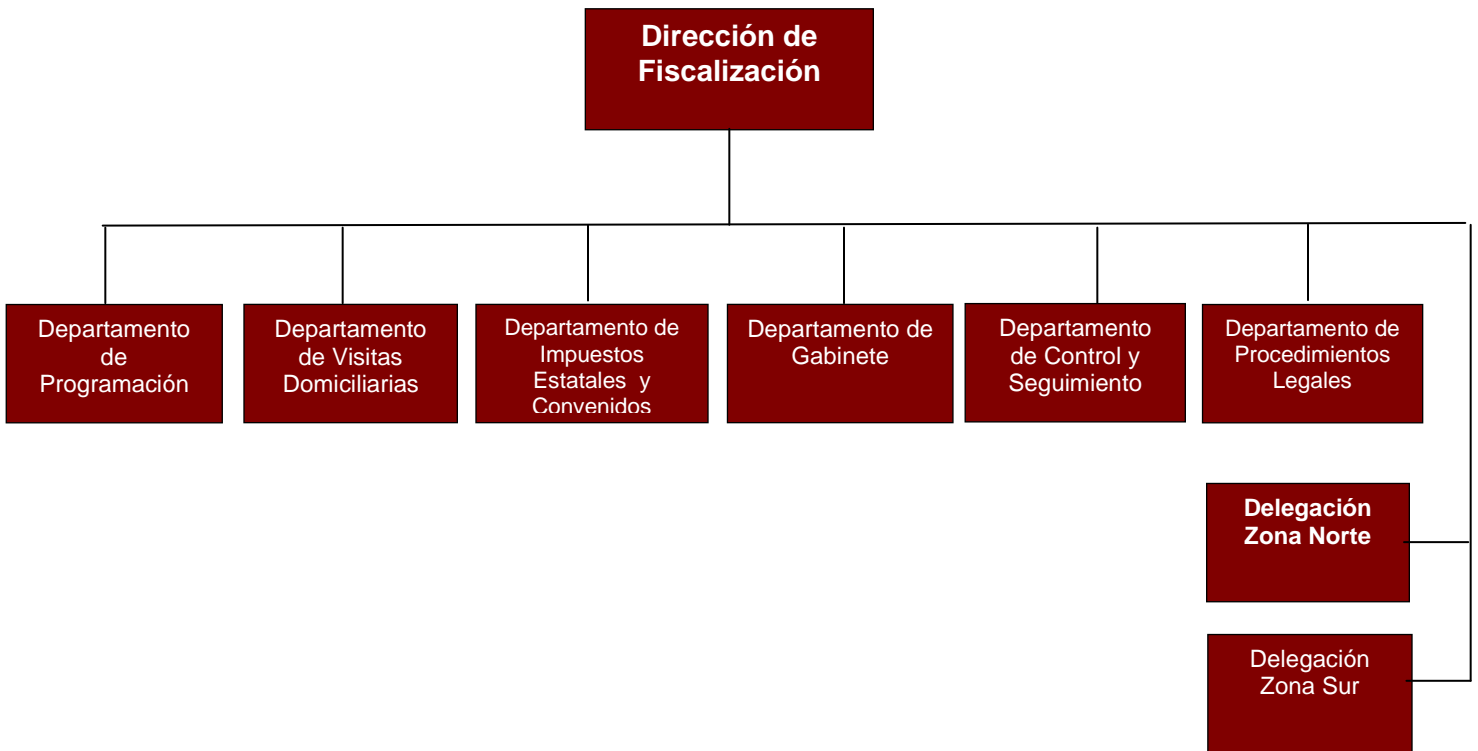 Dirección de
Fiscalización
Departamento
de
Programación
Departamento
de Visitas
Domiciliarias
Departamento de
Impuestos
Estatales y
Convenidos
Departamento de
Gabinete
Departamento
de Control y
Seguimiento
Departamento de
Procedimientos
Legales
Delegación
Zona Norte
Delegación
Zona Sur